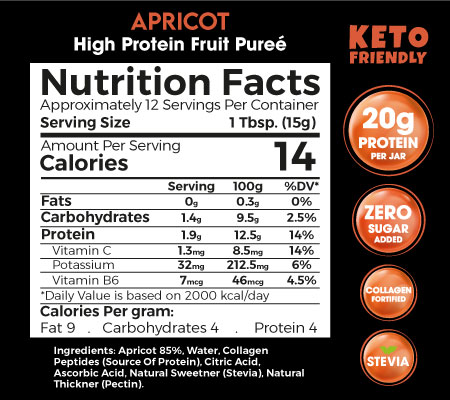 APRICOT
High Protein Fruit Pureé
KETO
FRIENDLY
Nutrition Facts
Approximately 12 Servings Per Container
Serving Size 1 Tbsp. (15g)
Amount Per Serving
Calories 14
Serving 100g %DV*
Fats 0g 0.3g 0%
Carbohydrates 1.4g 9.5g 2.5%
Protein 1.9g 12.5g 14%
Vitamin C 1.3mg 8.5mg 14%
Potassium 32mg 212.5mg 6%
Vitamin B6 7mcg 46mcg 4.5%
*Daily Value is based on 2000 kcal/day
Calories Per gram:
Fat 9 . Carbohydrates 4 . Protein 4
Ingredients: Apricot 85%, Water, Collagen
Peptides (Source Of Protein), Citric Acid,
Ascorbic Acid, Natural Sweetner (Stevia), Natural
Thickner (Pectin).
20g
PROTEIN
PER JAR
ZERO
SUGAR
ADDED
COLLAGEN
FORTIFIED
STEVIA